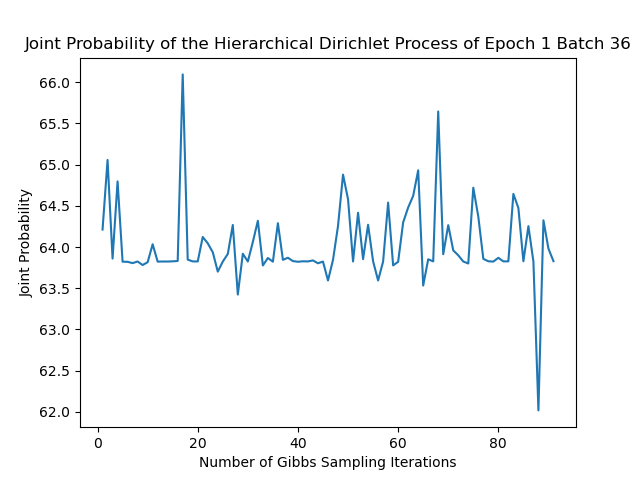 Joint Probability of the Hierarchical Dirichlet Process of Epoch 1 Batch 36
66.0
65.5
65.0
64.5
64.0
63.5
63.0
62.5
62.0
Joint Probability
0 20 40 60 80
Number of Gibbs Sampling Iterations